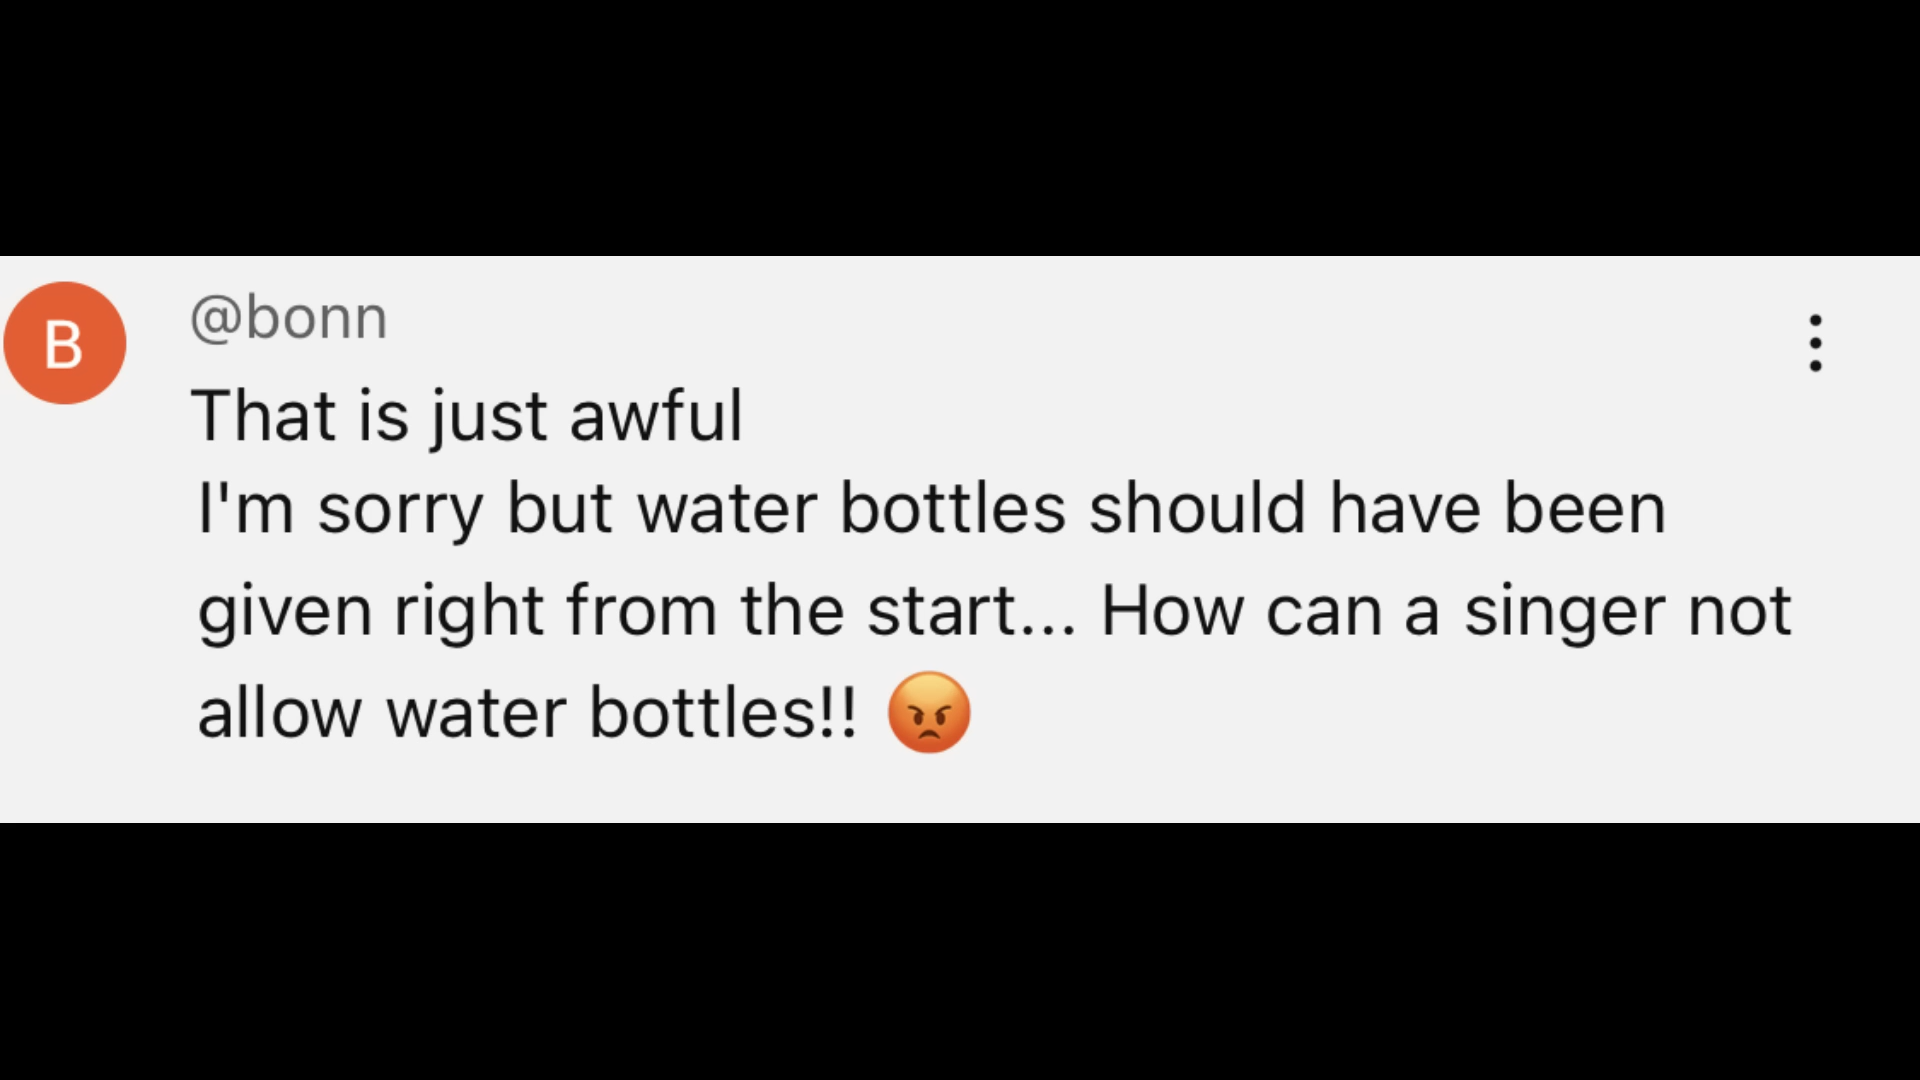 B
@bonn
That is just awful
I'm sorry but water bottles should have been
given right from the start... How can a singer not
allow water bottles!! 😡